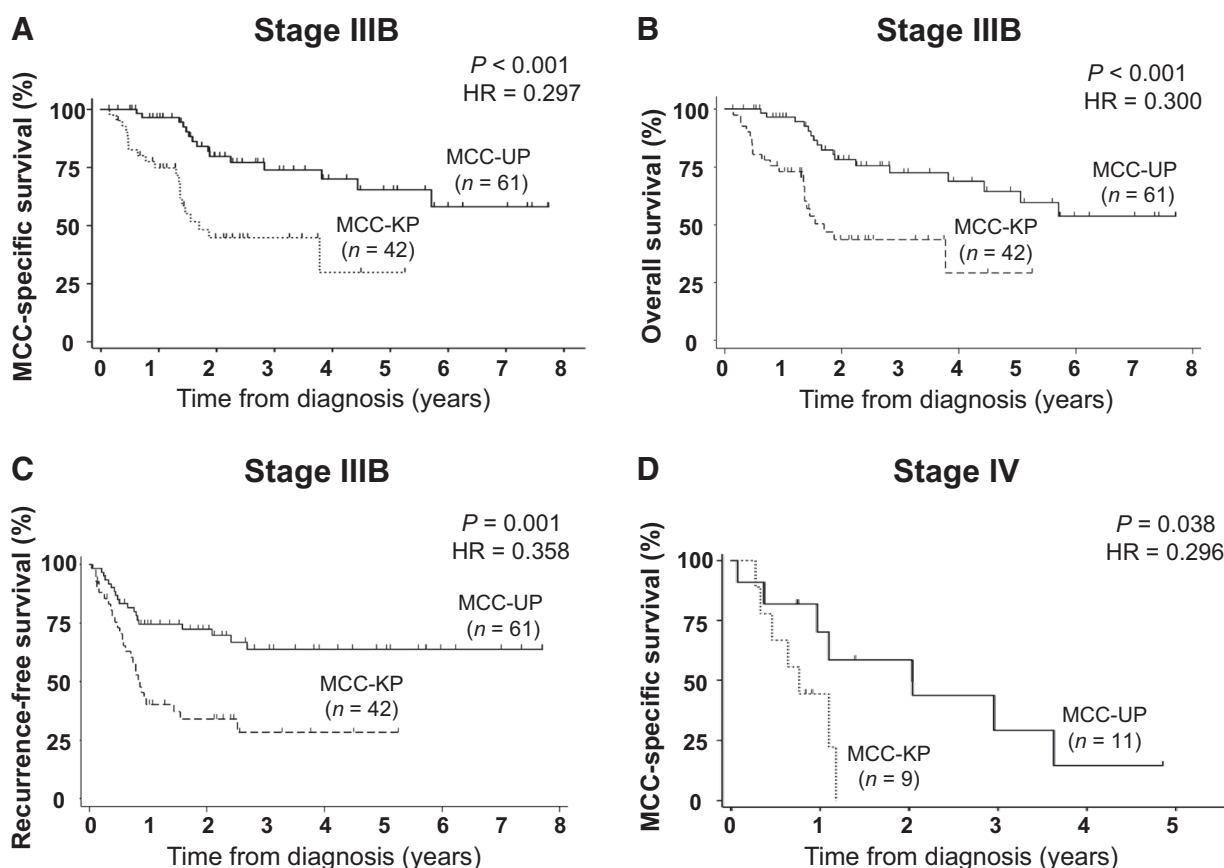 A
Stage IIIB
P < 0.001
HR = 0.297
MCC-specific survival (%)
100
75
50
25
0
MCC-UP
(n = 61)
MCC-KP
(n = 42)
0 1 2 3 4 5 6 7 8
Time from diagnosis (years)
B
Stage IIIB
P < 0.001
HR = 0.300
Overall survival (%)
100
75
50
25
0
MCC-UP
(n = 61)
MCC-KP
(n = 42)
0 1 2 3 4 5 6 7 8
Time from diagnosis (years)
C
Stage IIIB
P = 0.001
HR = 0.358
Recurrence-free survival (%)
100
75
50
25
0
MCC-UP
(n = 61)
MCC-KP
(n = 42)
0 1 2 3 4 5 6 7 8
Time from diagnosis (years)
D
Stage IV
P = 0.038
HR = 0.296
MCC-specific survival (%)
100
75
50
25
0
MCC-UP
(n = 11)
MCC-KP
(n = 9)
0 1 2 3 4 5
Time from diagnosis (years)